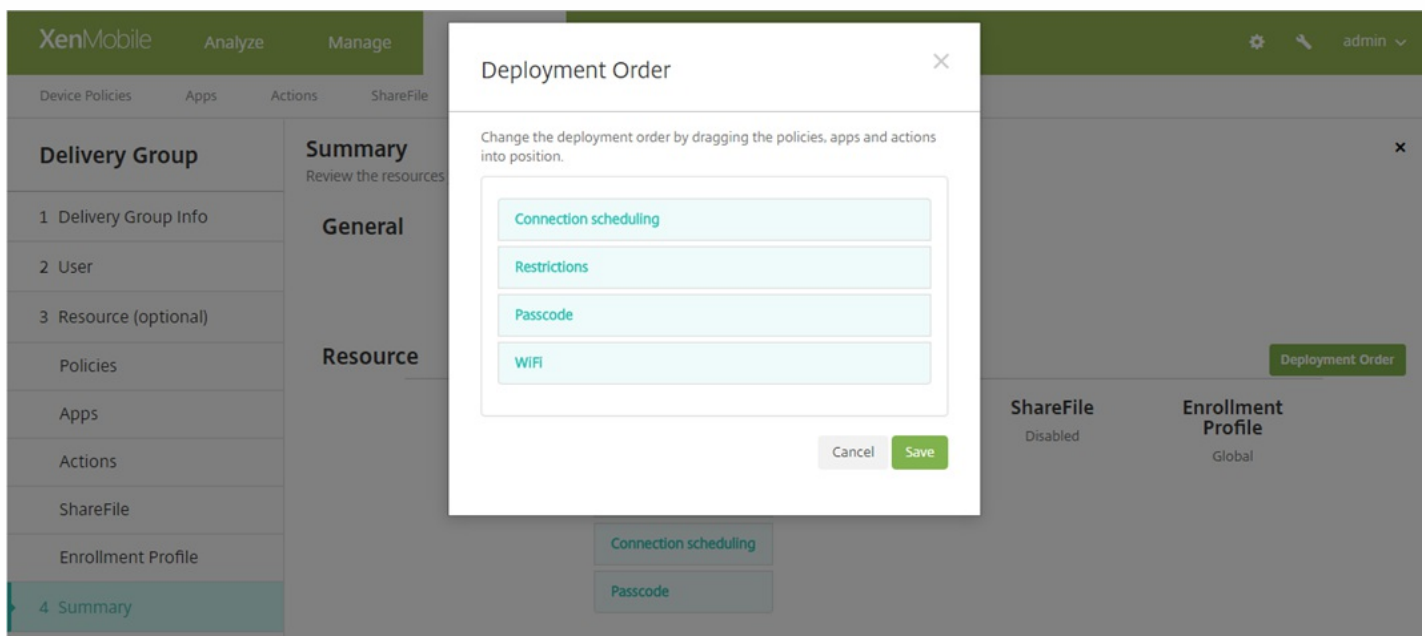 XenMobile Analyze Manage admin
Device Policies Apps Actions ShareFile
Deployment Order
Change the deployment order by dragging the policies, apps and actions
into position.
Connection scheduling
Restrictions
Passcode
WiFi
Cancel Save
Delivery Group
1 Delivery Group Info
2 User
3 Resource (optional)
Policies
Apps
Actions
ShareFile
Enrollment Profile
4 Summary
Summary
Review the resources
General
Resource
Deployment Order
ShareFile
Disabled
Enrollment
Profile
Global
Connection scheduling
Passcode